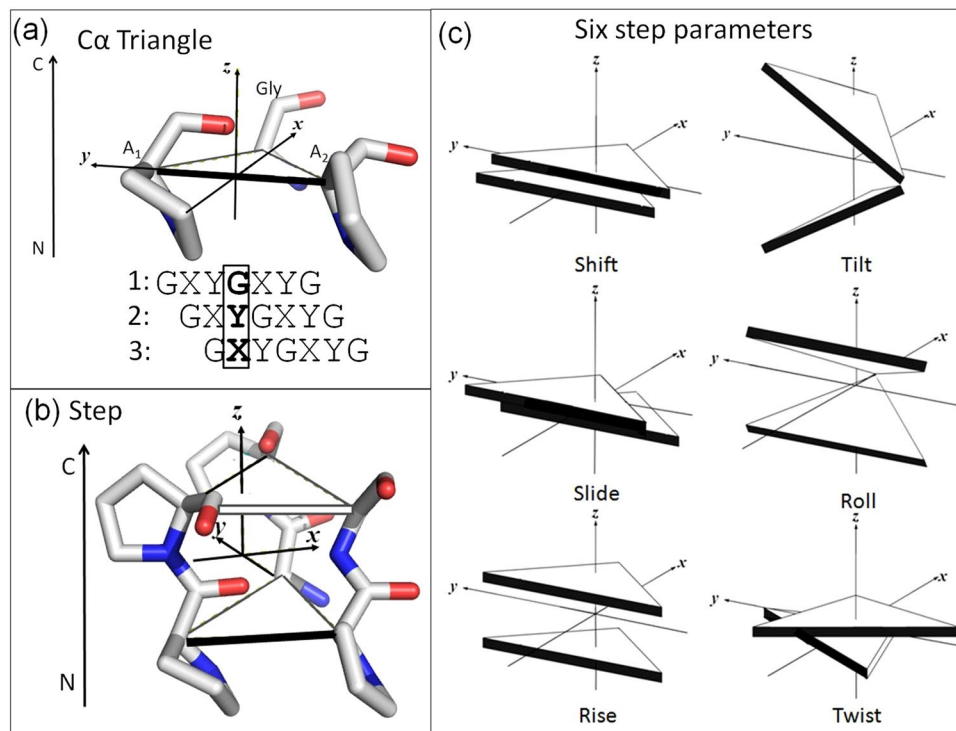 (a)
Cα Triangle
C
z
Gly
x
y
A1
A2
N
1: GXYGXYG
2: GXYGXYG
3: GXYGXYG
(b) Step
z
C
y
x
N
(c)
Six step parameters
z
x
y
Shift
z
x
y
Tilt
z
x
y
Slide
z
x
y
Roll
z
x
y
Rise
z
x
y
Twist